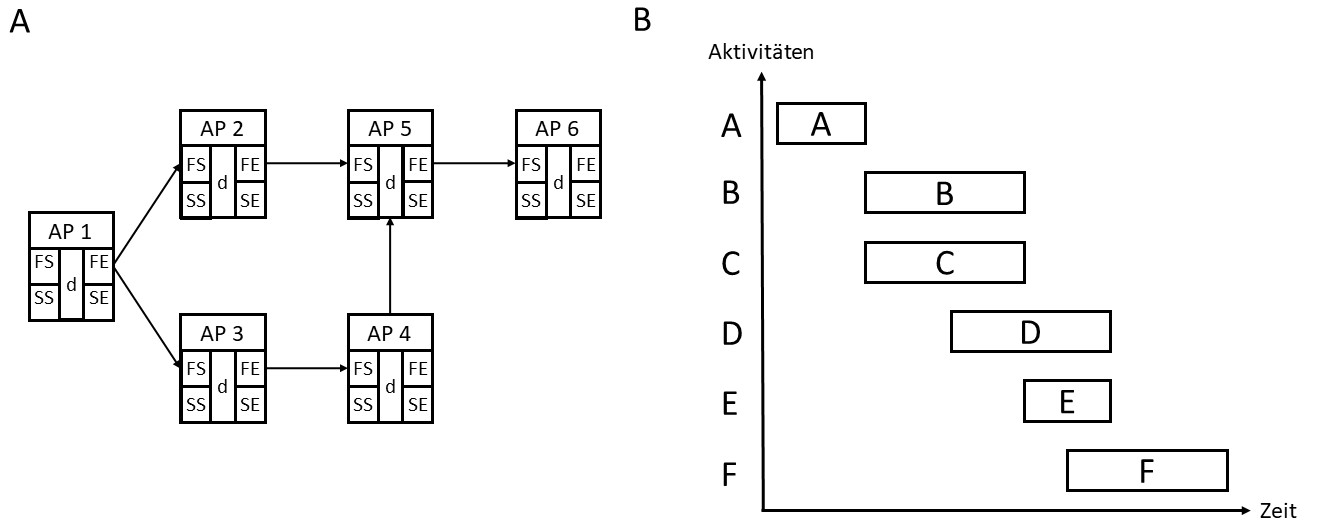 A
AP 1
FS d FE
SS SE
AP 2
FS d FE
SS SE
AP 5
FS d FE
SS SE
AP 6
FS d FE
SS SE
AP 3
FS d FE
SS SE
AP 4
FS d FE
SS SE
B
Aktivitäten
A A
B B
C C
D D
E E
F F
Zeit